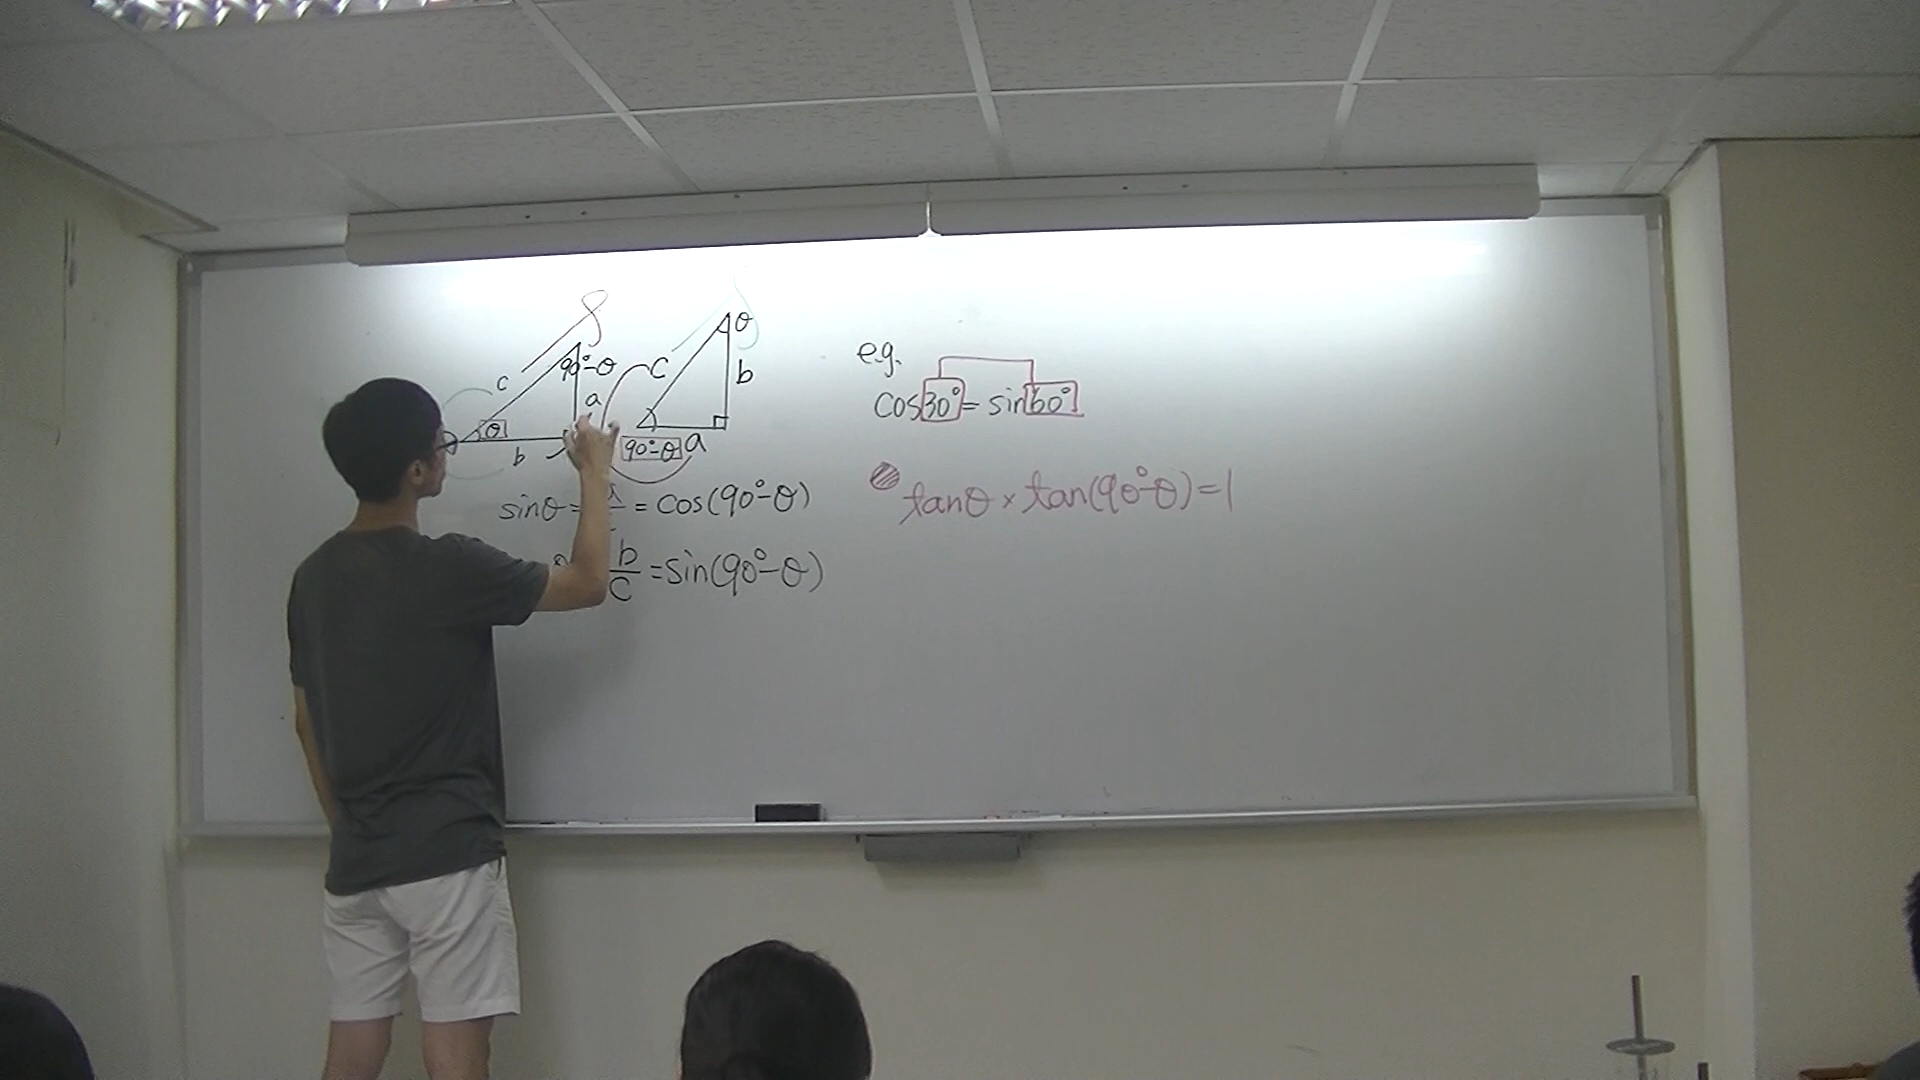 c
90°-θ
a
θ
b
θ
c
b
90°-θ
a
sinθ = = cos(90°-θ)
b/c = sin(90°-θ)
e.g.
cos30° = sin60°
tanθ × tan(90°-θ) = 1